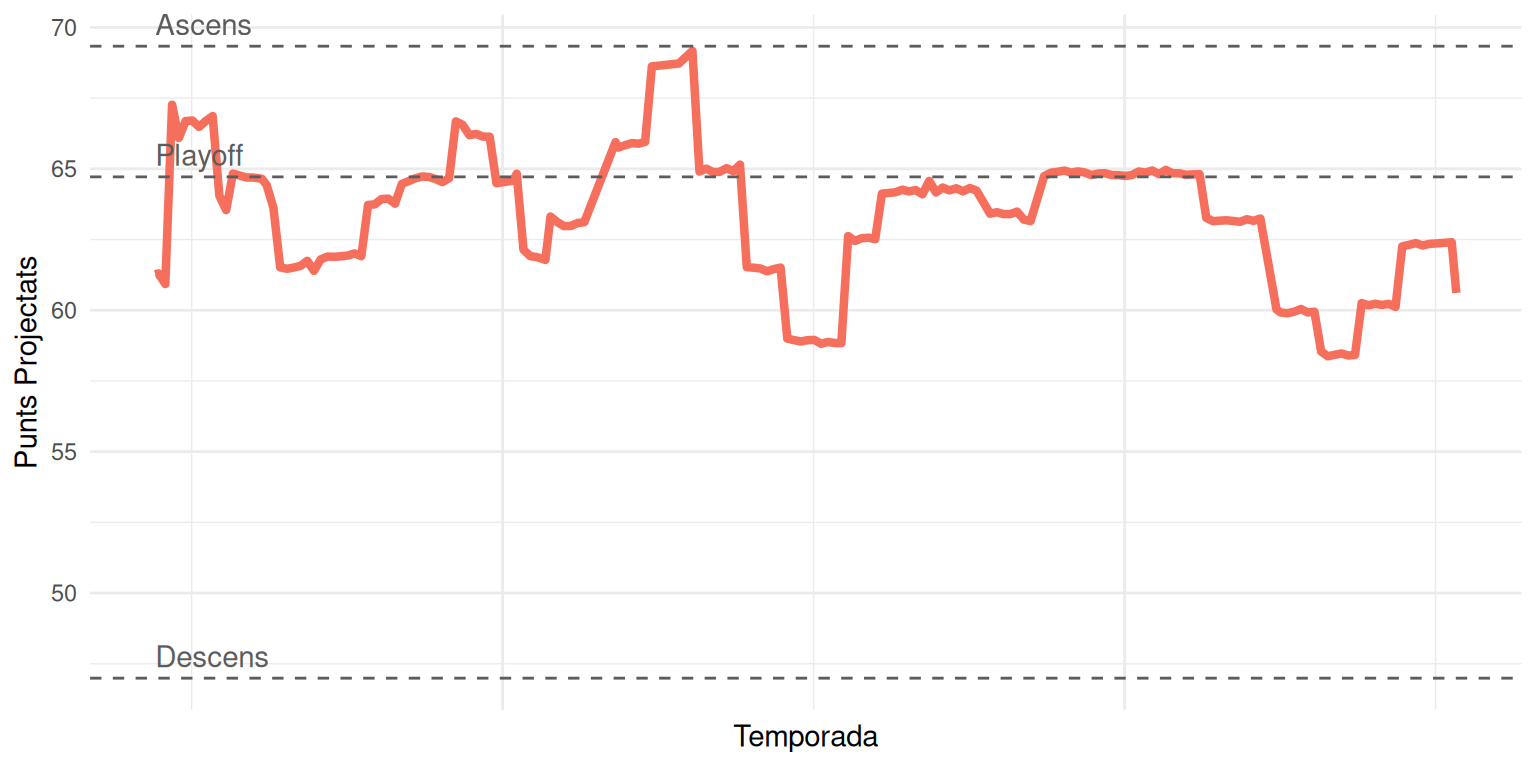 Ascens
70
Playoff
65
60
55
50
Descens
Punts Projectats
Temporada